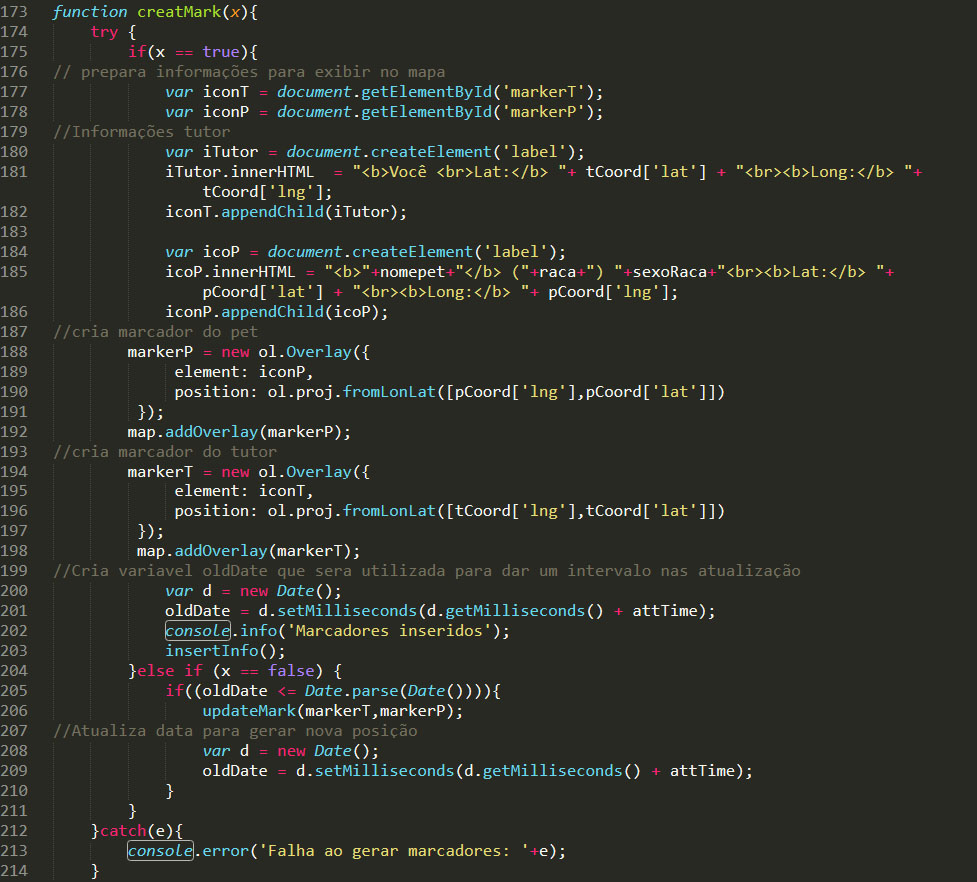 173 function creatMark(x){
174 try {
175 if(x == true){
176 // prepara informações para exibir no mapa
177 var iconT = document.getElementById('markerT');
178 var iconP = document.getElementById('markerP');
179 //Informações tutor
180 var iTutor = document.createElement('label');
181 iTutor.innerHTML  = "<b>Você <br>Lat:</b> "+ tCoord['lat'] + "<br><b>Long:</b> "+
tCoord['lng'];
182 iconT.appendChild(iTutor);
183
184 var icoP = document.createElement('label');
185 icoP.innerHTML = "<b>"+nomepet+"</b> ("+raca+") "+sexoRaca+"<br><b>Lat:</b> "+
pCoord['lat'] + "<br><b>Long:</b> "+ pCoord['lng'];
186 iconP.appendChild(icoP);
187 //cria marcador do pet
188 markerP = new ol.Overlay({
189 element: iconP,
190 position: ol.proj.fromLonLat([pCoord['lng'],pCoord['lat']])
191 });
192 map.addOverlay(markerP);
193 //cria marcador do tutor
194 markerT = new ol.Overlay({
195 element: iconT,
196 position: ol.proj.fromLonLat([tCoord['lng'],tCoord['lat']])
197 });
198 map.addOverlay(markerT);
199 //Cria variavel oldDate que sera utilizada para dar um intervalo nas atualização
200 var d = new Date();
201 oldDate = d.setMilliseconds(d.getMilliseconds() + attTime);
202 console.info('Marcadores inseridos');
203 insertInfo();
204 }else if (x == false) {
205 if((oldDate <= Date.parse(Date()))){
206 updateMark(markerT,markerP);
207 //Atualiza data para gerar nova posição
208 var d = new Date();
209 oldDate = d.setMilliseconds(d.getMilliseconds() + attTime);
210 }
211 }
212 }catch(e){
213 console.error('Falha ao gerar marcadores: '+e);
214 }